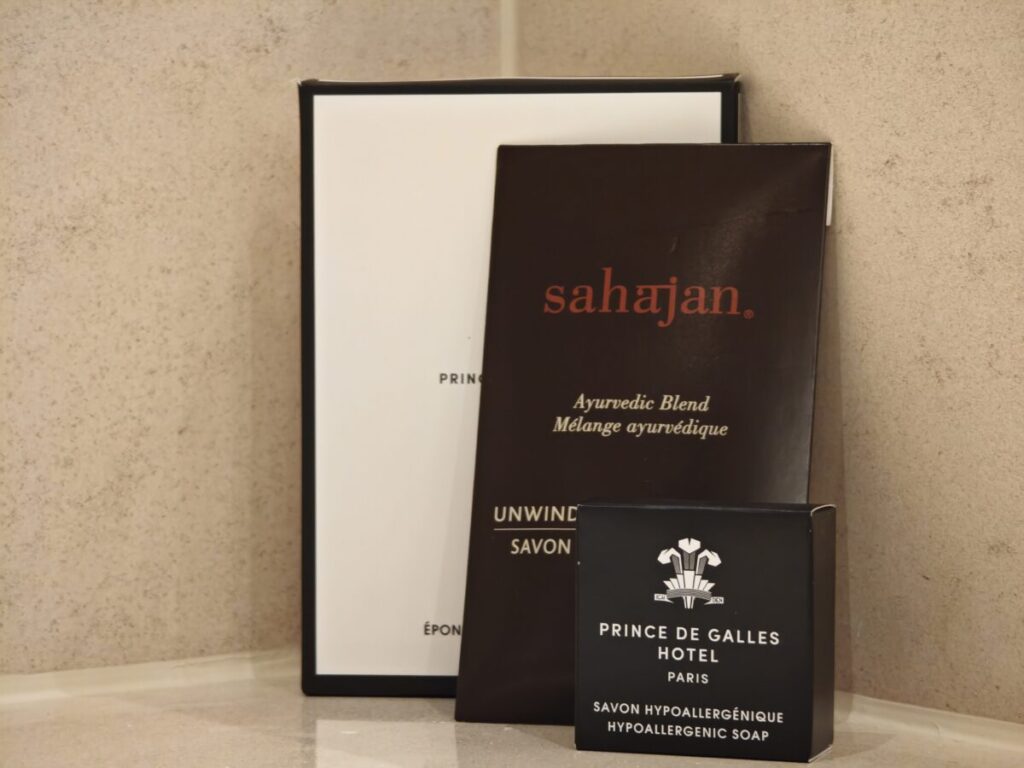 PRINC
ÉPON
sahajan®
Ayurvedic Blend
Mélange ayurvédique
UNWIND
SAVON
PRINCE DE GALLES
HOTEL
PARIS
SAVON HYPOALLERGÉNIQUE
HYPOALLERGENIC SOAP